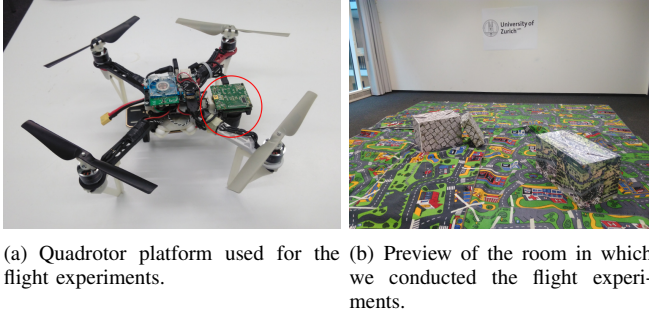 University of
Zurich
(a) Quadrotor platform used for the
flight experiments.
(b) Preview of the room in which
we conducted the flight experi-
ments.